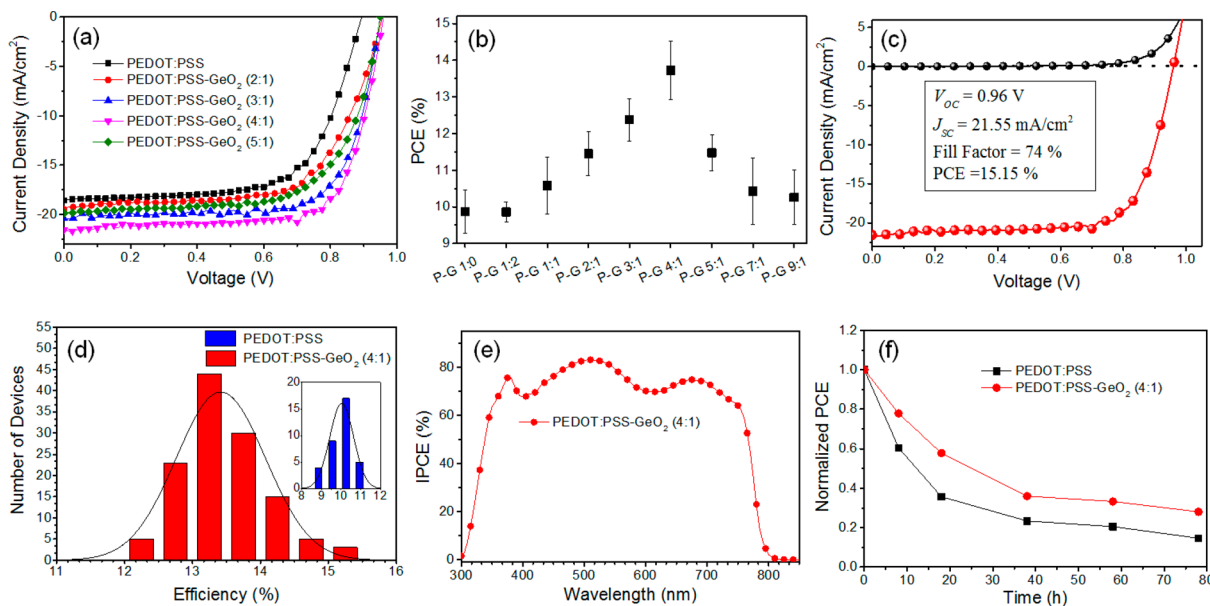 (a)
PEDOT:PSS
PEDOT:PSS-GeO2 (2:1)
PEDOT:PSS-GeO2 (3:1)
PEDOT:PSS-GeO2 (4:1)
PEDOT:PSS-GeO2 (5:1)
Current Density (mA/cm2)
0
-5
-10
-15
-20
0.0 0.2 0.4 0.6 0.8 1.0
Voltage (V)
(b)
PCE (%)
15
14
13
12
11
10
9
P-G 1:0 P-G 1:2 P-G 1:1 P-G 2:1 P-G 3:1 P-G 4:1 P-G 5:1 P-G 7:1 P-G 9:1
(c)
VOC = 0.96 V
JSC = 21.55 mA/cm2
Fill Factor = 74 %
PCE =15.15 %
Current Density (mA/cm2)
5
0
-5
-10
-15
-20
0.0 0.2 0.4 0.6 0.8 1.0
Voltage (V)
(d)
PEDOT:PSS
PEDOT:PSS-GeO2 (4:1)
Number of Devices
55
50
45
40
35
30
25
20
15
10
5
0
11 12 13 14 15 16
Efficiency (%)
20
15
10
5
0
8 9 10 11 12
(e)
PEDOT:PSS-GeO2 (4:1)
IPCE (%)
80
60
40
20
0
300 400 500 600 700 800
Wavelength (nm)
(f)
PEDOT:PSS
PEDOT:PSS-GeO2 (4:1)
Normalized PCE
1.2
1.0
0.8
0.6
0.4
0.2
0.0
0 10 20 30 40 50 60 70 80
Time (h)